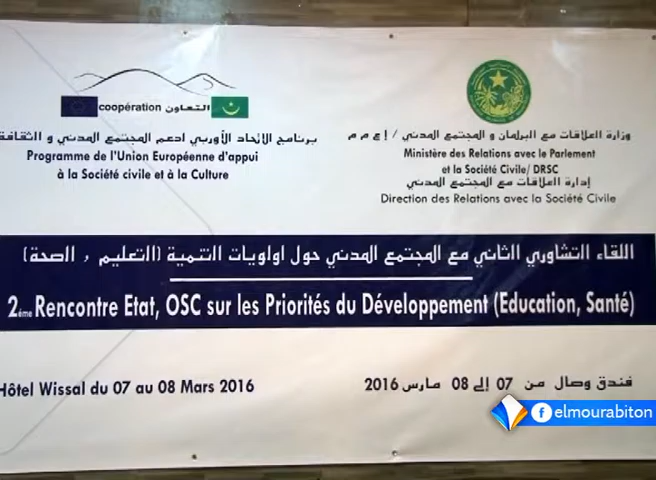 coopération التعاون
برنامج الاتحاد الأوربي لدعم المجتمع المدني و الثقافة
Programme de l'Union Européenne d'appui
à la Société civile et à la Culture
وزارة العلاقات مع البرلمان و المجتمع المدني / إ ع م م
Ministère des Relations avec le Parlement
et la Société Civile/ DRSC
إدارة العلاقات مع المجتمع المدني
Direction des Relations avec la Société Civile
اللقاء التشاوري الثاني مع المجتمع المدني حول اولويات التنمية (التعليم ، الصحة)
2ème Rencontre Etat, OSC sur les Priorités du Développement (Education, Santé)
Hôtel Wissal du 07 au 08 Mars 2016
فندق وصال من 07 إلى 08 مارس 2016
elmourabiton